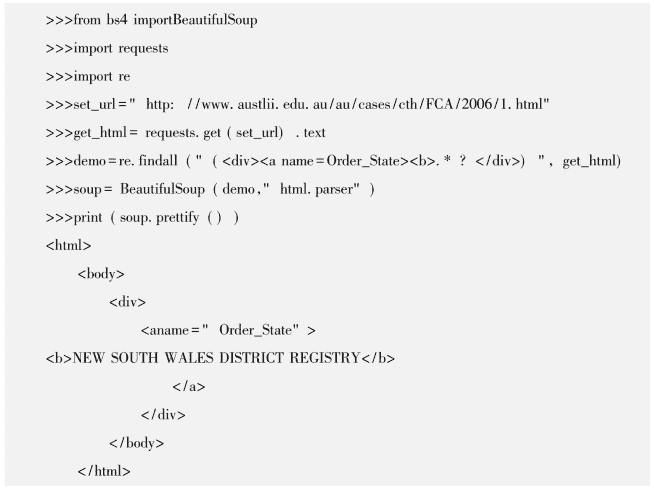 >>>from bs4 importBeautifulSoup
>>>import requests
>>>import re
>>>set_url=" http: //www. austlii. edu. au/au/cases/cth/FCA/2006/1. html"
>>>get_html= requests. get ( set_url) .text
>>>demo=re. findall (" ( <div><a name=Order_State><b>. * ? </div>) ", get_html)
>>>soup= BeautifulSoup ( demo," html. parser" )
>>>print ( soup. prettify () )
<html>
<body>
<div>
<aname=" Order_State" >
<b>NEW SOUTH WALES DISTRICT REGISTRY</b>
</a>
</div>
</body>
</html>